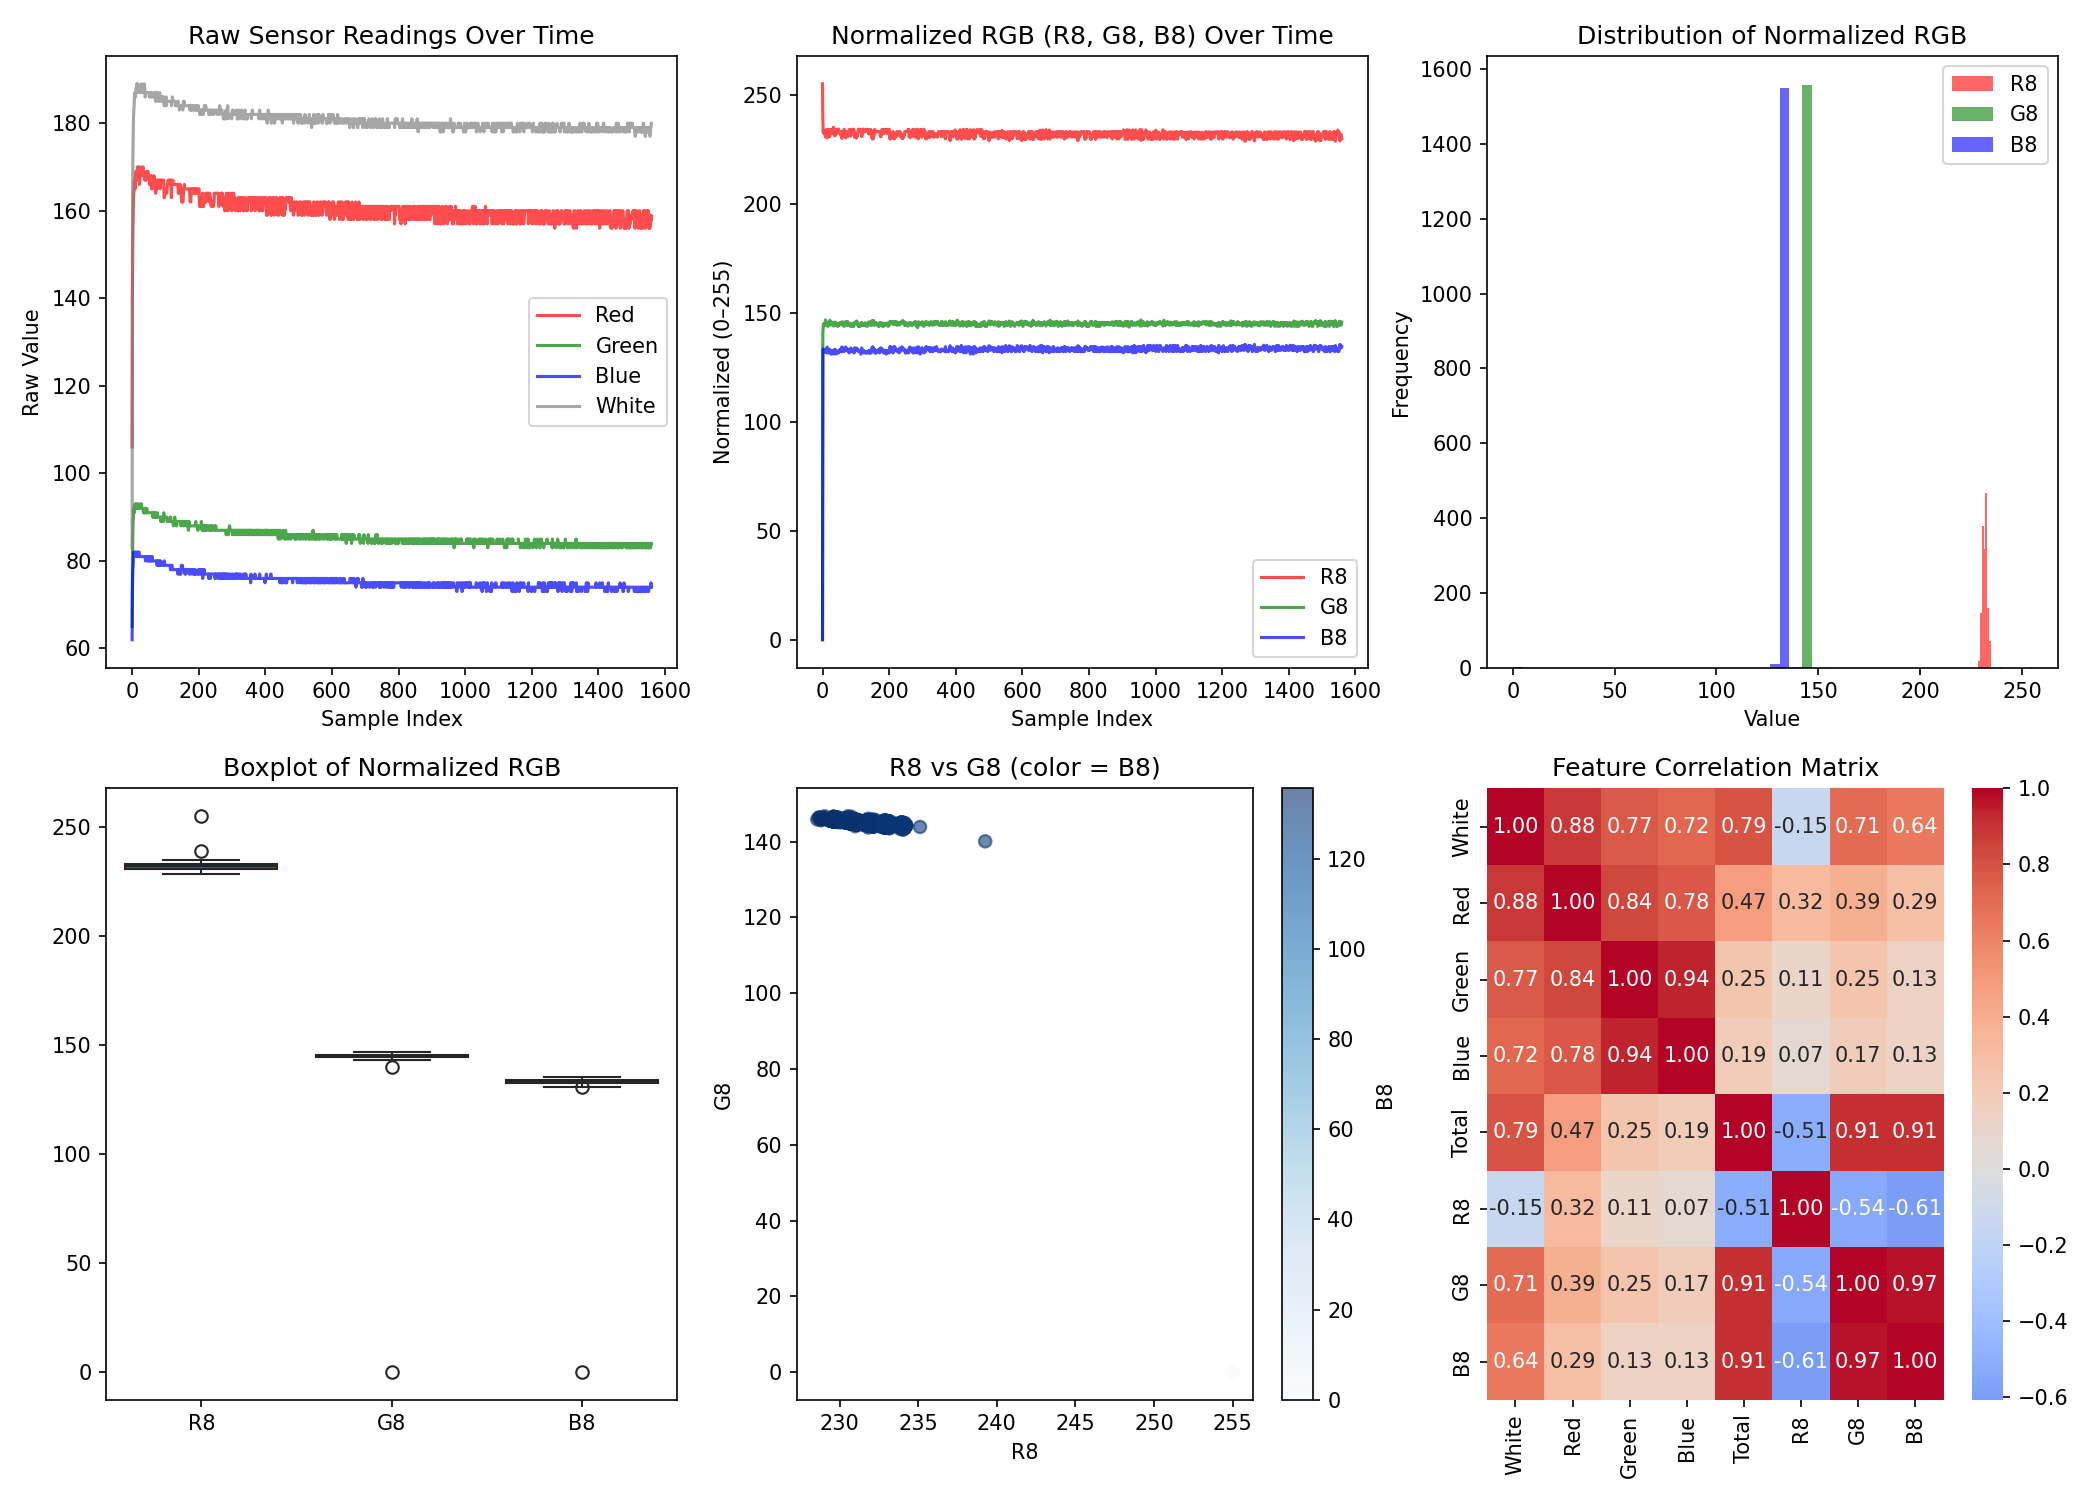 Raw Sensor Readings Over Time
Raw Value
180
160
140
120
100
80
60
0 200 400 600 800 1000 1200 1400 1600
Sample Index
Red
Green
Blue
White
Normalized RGB (R8, G8, B8) Over Time
Normalized (0–255)
250
200
150
100
50
0
0 200 400 600 800 1000 1200 1400 1600
Sample Index
R8
G8
B8
Distribution of Normalized RGB
Frequency
1600
1400
1200
1000
800
600
400
200
0
0 50 100 150 200 250
Value
R8
G8
B8
Boxplot of Normalized RGB
250
200
150
100
50
0
R8 G8 B8
R8 vs G8 (color = B8)
G8
140
120
100
80
60
40
20
0
230 235 240 245 250 255
R8
120
100
80
60
40
20
0
B8
Feature Correlation Matrix
White 1.00 0.88 0.77 0.72 0.79 -0.15 0.71 0.64
Red 0.88 1.00 0.84 0.78 0.47 0.32 0.39 0.29
Green 0.77 0.84 1.00 0.94 0.25 0.11 0.25 0.13
Blue 0.72 0.78 0.94 1.00 0.19 0.07 0.17 0.13
Total 0.79 0.47 0.25 0.19 1.00 -0.51 0.91 0.91
R8 -0.15 0.32 0.11 0.07 -0.51 1.00 -0.54 -0.61
G8 0.71 0.39 0.25 0.17 0.91 -0.54 1.00 0.97
B8 0.64 0.29 0.13 0.13 0.91 -0.61 0.97 1.00
White Red Green Blue Total R8 G8 B8
1.0
0.8
0.6
0.4
0.2
0.0
−0.2
−0.4
−0.6